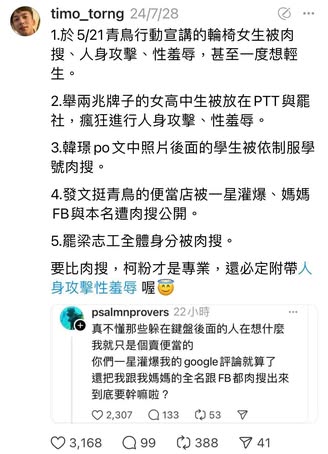 timo_torng 24/7/28
1.於5/21青鳥行動宣講的輪椅女生被肉
搜、人身攻擊、性羞辱，甚至一度想輕
生。
2.舉兩兆牌子的女高中生被放在PTT與罷
社，瘋狂進行人身攻擊、性羞辱。
3.韓璟po文中照片後面的學生被依制服學
號肉搜。
4.發文挺青鳥的便當店被一星灌爆、媽媽
FB與本名遭肉搜公開。
5.罷梁志工全體身分被肉搜。
要比肉搜，柯粉才是專業，還必定附帶人
身攻擊性羞辱 喔😇
psalmnprovers 22小時
真不懂那些躲在鍵盤後面的人在想什麼
我就只是個賣便當的
你們一星灌爆我的google評論就算了
還把我跟我媽媽的全名跟FB都肉搜出來
到底要幹嘛啦？
2,307 133 53
3,168 99 388 41